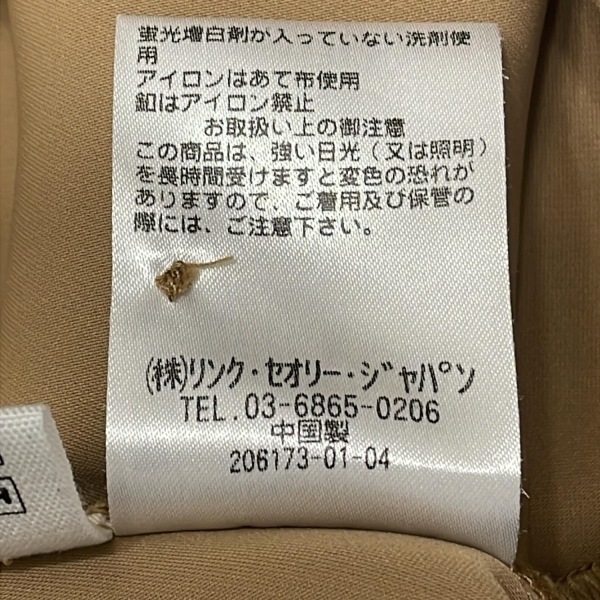 蛍光増白剤が入っていない洗剤使
用
アイロンはあて布使用
釦はアイロン禁止
お取扱い上の御注意
この商品は、強い日光(又は照明)
を長時間受けますと変色の恐れが
ありますので、ご着用及び保管の
際には、ご注意下さい。
(株)リンク・セオリー・ジャパン
TEL.03-6865-0206
中国製
206173-01-04